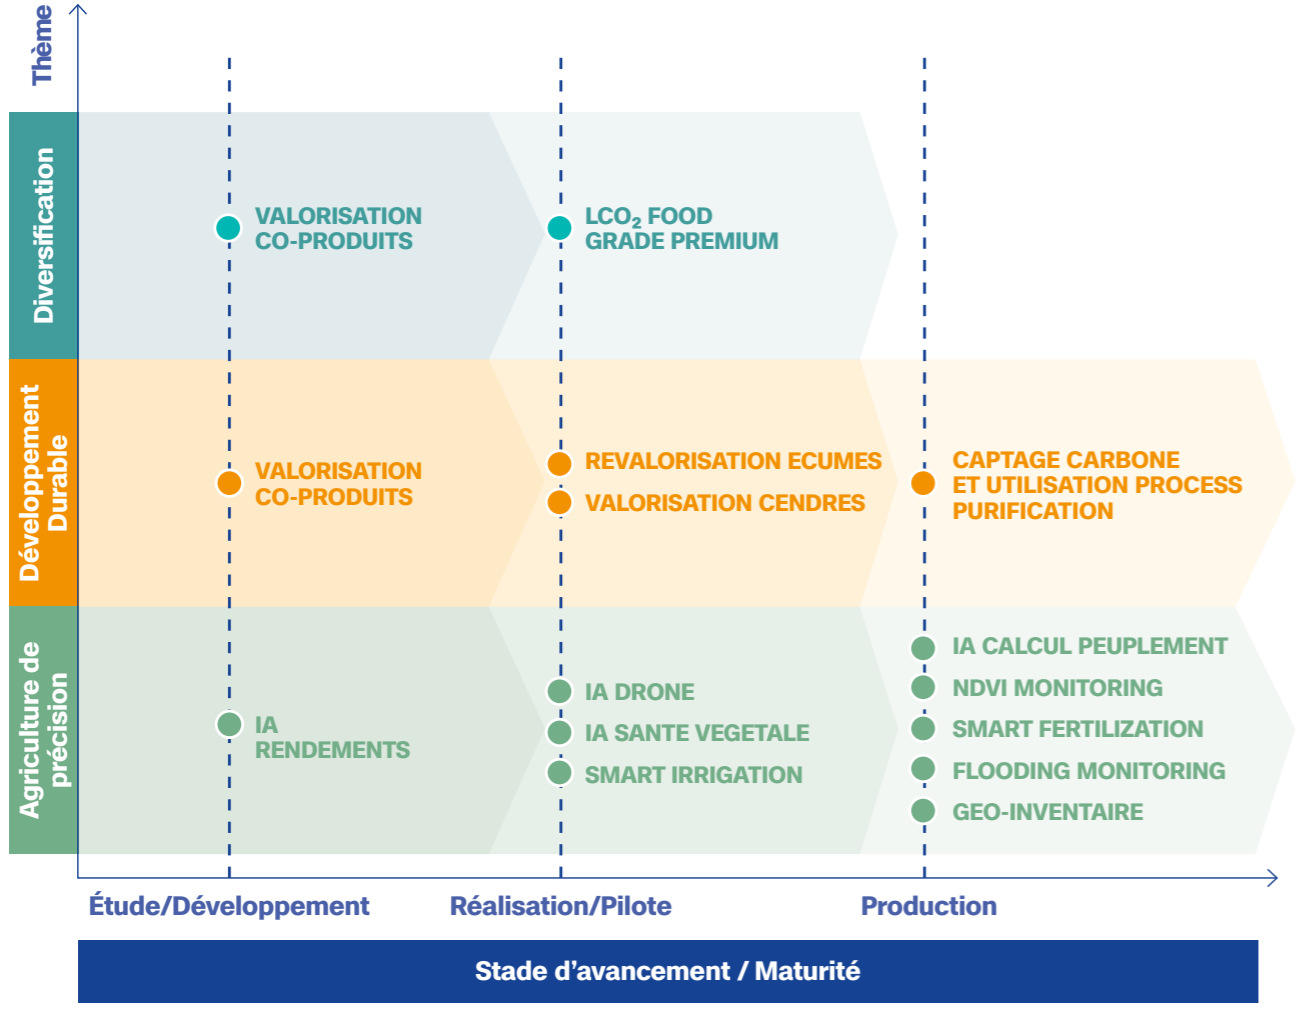 Thème
Diversification
VALORISATION
CO-PRODUITS
LCO₂ FOOD
GRADE PREMIUM
Développement
Durable
VALORISATION
CO-PRODUITS
REVALORISATION ECUMES
VALORISATION CENDRES
CAPTAGE CARBONE
ET UTILISATION PROCESS
PURIFICATION
Agriculture de
précision
IA
RENDEMENTS
IA DRONE
IA SANTE VEGETALE
SMART IRRIGATION
IA CALCUL PEUPLEMENT
NDVI MONITORING
SMART FERTILIZATION
FLOODING MONITORING
GEO-INVENTAIRE
Étude/Développement
Réalisation/Pilote
Production
Stade d’avancement / Maturité